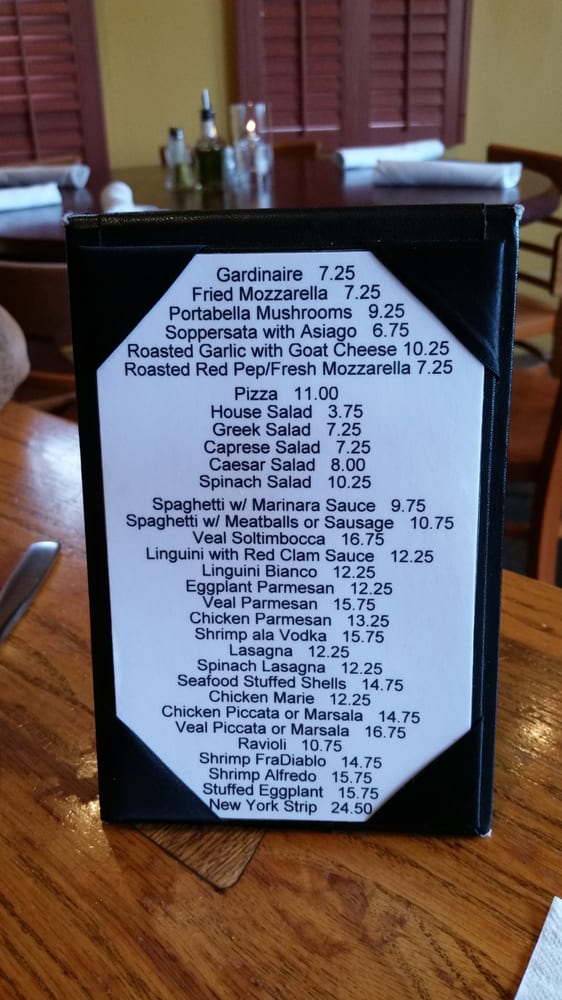 Gardinaire 7.25
Fried Mozzarella 7.25
Portabella Mushrooms 9.25
Soppersata with Asiago 6.75
Roasted Garlic with Goat Cheese 10.25
Roasted Red Pep/Fresh Mozzarella 7.25
Pizza 11.00
House Salad 3.75
Greek Salad 7.25
Caprese Salad 7.25
Caesar Salad 8.00
Spinach Salad 10.25
Spaghetti w/ Marinara Sauce 9.75
Spaghetti w/ Meatballs or Sausage 10.75
Veal Soltimbocca 16.75
Linguini with Red Clam Sauce 12.25
Linguini Bianco 12.25
Eggplant Parmesan 12.25
Veal Parmesan 15.75
Chicken Parmesan 13.25
Shrimp ala Vodka 15.75
Lasagna 12.25
Spinach Lasagna 12.25
Seafood Stuffed Shells 14.75
Chicken Marie 12.25
Chicken Piccata or Marsala 14.75
Veal Piccata or Marsala 16.75
Ravioli 10.75
Shrimp FraDiablo 14.75
Shrimp Alfredo 15.75
Stuffed Eggplant 15.75
New York Strip 24.50